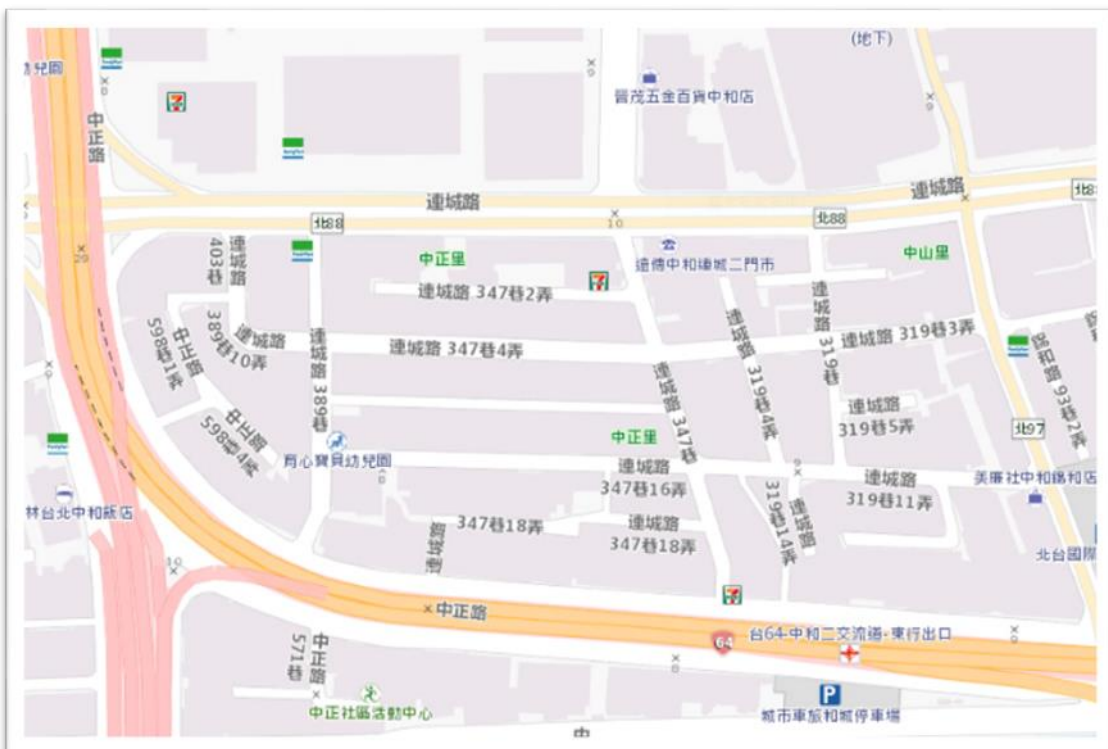 (地下)
幼兒園
中正路
晉茂五金百貨中和店
連城路
連城路
北88
北88
29
10
連城路
403巷
中正里
遠傳中和連城二門市
中山里
連城路 347巷2弄
連城路
389巷10弄
中正路
598巷1弄
連城路 389巷
連城路 347巷4弄
連城路 319巷
連城路 319巷3弄
連城路 319巷4弄
連城路 347巷
93巷2弄
中正路
598巷4弄
連城路
319巷5弄
北97
中正里
育心寶貝幼兒園
連城路
347巷16弄
連城路
319巷11弄
美廉社中和錦和店
林台北中和飯店
連城路
347巷18弄
連城路
347巷18弄
連城路
319巷14弄
北台國際
10
中正路
64
台64-中和二交流道-東行出口
中正路
571巷
中正社區活動中心
P
城市車旅和城停車場